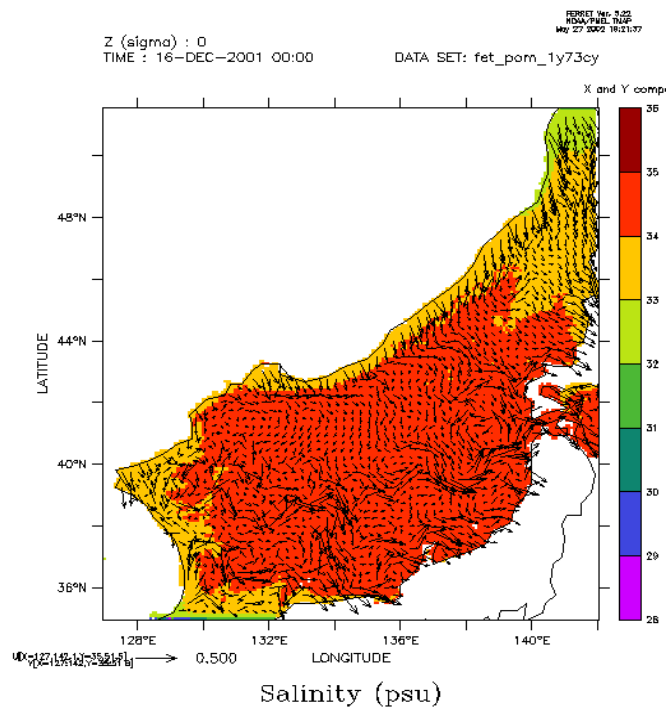 FERRET Ver. 5.22
NOAA/PMEL TMAP
May 27 2002 18:21:37
Z (sigma) : 0
TIME : 16-DEC-2001 00:00
DATA SET: fet_pom_1y73cy
X and Y compo
36
35
34
33
32
31
30
29
28
48°N
44°N
40°N
36°N
LATITUDE
128°E
132°E
136°E
140°E
LONGITUDE
0.500
Salinity (psu)